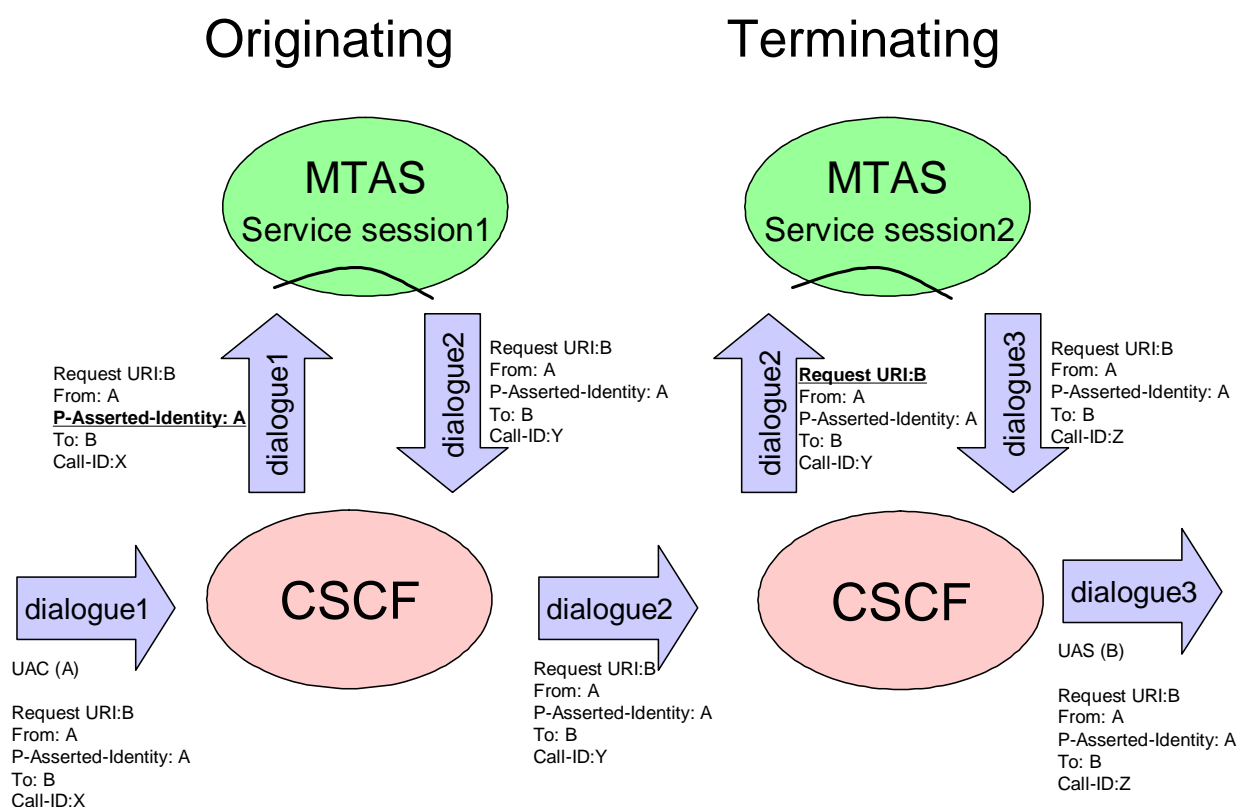 Originating
Terminating
MTAS
Service session1
MTAS
Service session2
dialogue1
Request URI:B
From: A
P-Asserted-Identity: A
To: B
Call-ID:X
dialogue2
Request URI:B
From: A
P-Asserted-Identity: A
To: B
Call-ID:Y
dialogue2
Request URI:B
From: A
P-Asserted-Identity: A
To: B
Call-ID:Y
dialogue3
Request URI:B
From: A
P-Asserted-Identity: A
To: B
Call-ID:Z
dialogue1
CSCF
dialogue2
CSCF
dialogue3
UAC (A)
Request URI:B
From: A
P-Asserted-Identity: A
To: B
Call-ID:X
Request URI:B
From: A
P-Asserted-Identity: A
To: B
Call-ID:Y
UAS (B)
Request URI:B
From: A
P-Asserted-Identity: A
To: B
Call-ID:Z